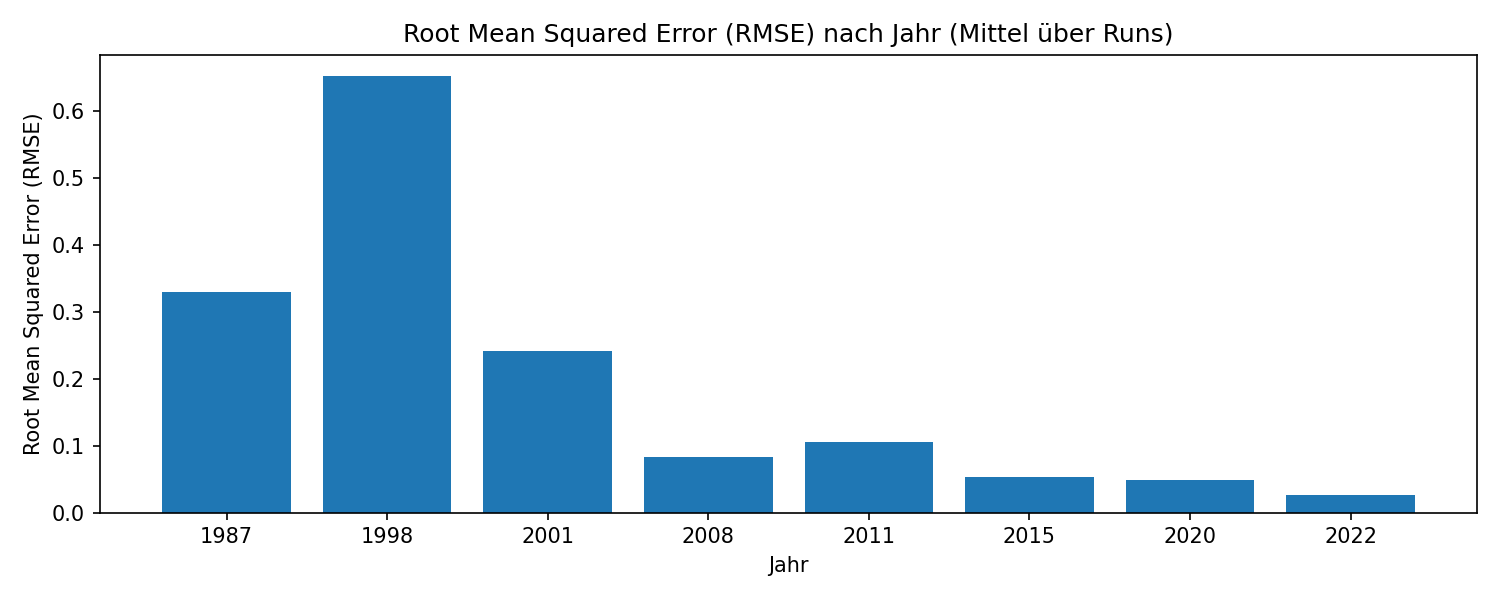 Root Mean Squared Error (RMSE) nach Jahr (Mittel über Runs)
Root Mean Squared Error (RMSE)
0.6
0.5
0.4
0.3
0.2
0.1
0.0
1987 1998 2001 2008 2011 2015 2020 2022
Jahr